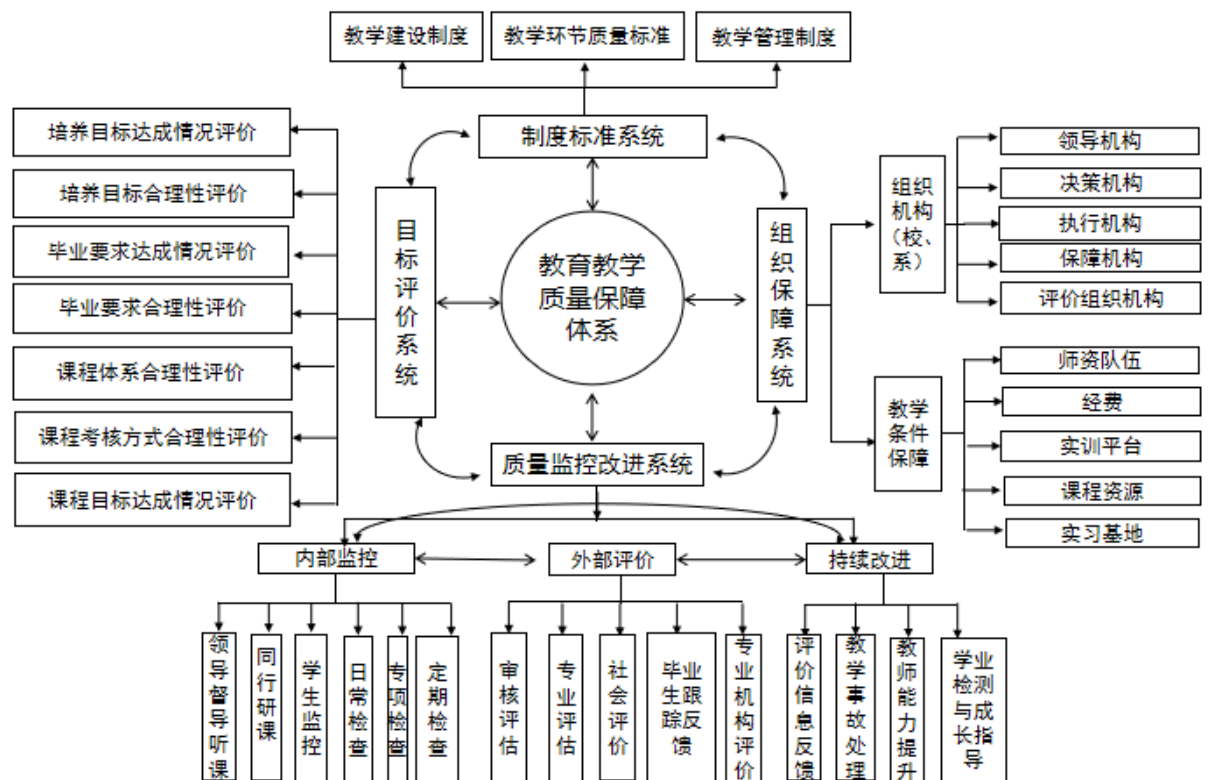 教学建设制度
教学环节质量标准
教学管理制度
制度标准系统
培养目标达成情况评价
培养目标合理性评价
毕业要求达成情况评价
毕业要求合理性评价
课程体系合理性评价
课程考核方式合理性评价
课程目标达成情况评价
目标评价系统
教育教学
质量保障
体系
组织保障系统
组织
机构
（校、
系）
领导机构
决策机构
执行机构
保障机构
评价组织机构
教学
条件
保障
师资队伍
经费
实训平台
课程资源
实习基地
质量监控改进系统
内部监控
外部评价
持续改进
领导督导听课
同行研课
学生监控
日常检查
专项检查
定期检查
审核评估
专业评估
社会评价
毕业
生跟
踪反
馈
专业机构评价
评价信息反馈
教学事故处理
教师能力提升
学业
检测
与成
长指
导